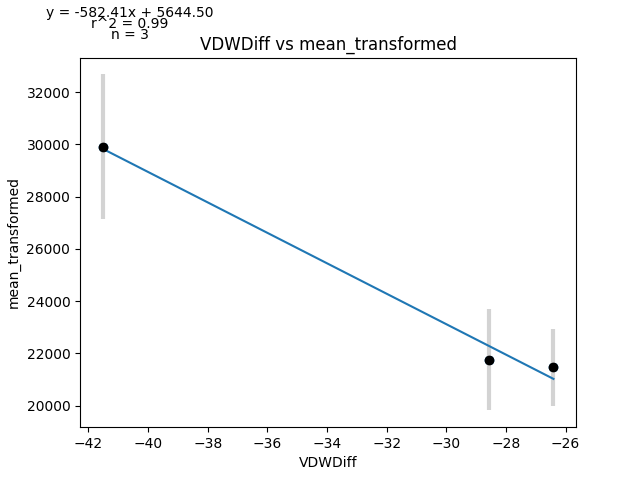 y = -582.41x + 5644.50
r^2 = 0.99
n = 3
VDWDiff vs mean_transformed
mean_transformed
32000
30000
28000
26000
24000
22000
20000
−42 −40 −38 −36 −34 −32 −30 −28 −26
VDWDiff